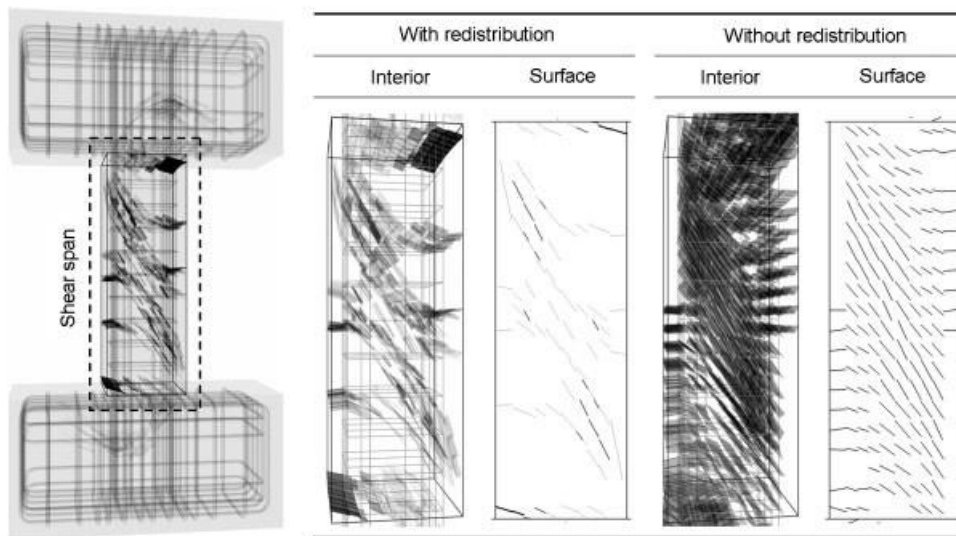 Shear span
With redistribution
Without redistribution
Interior
Surface
Interior
Surface